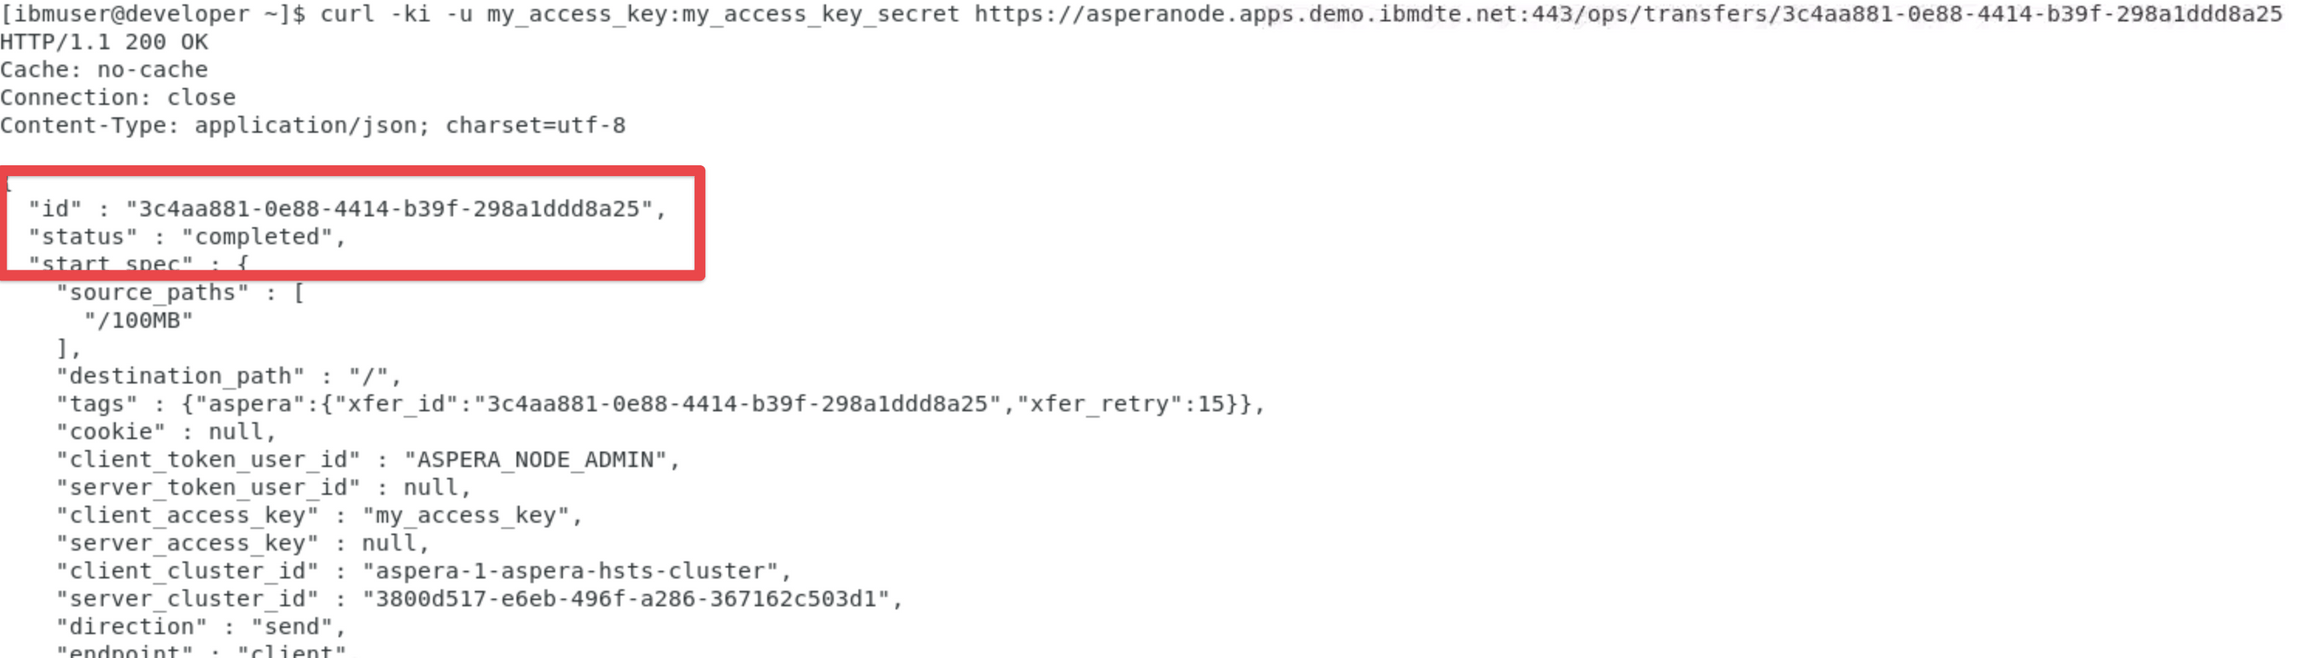 [ibmuser@developer ~]$ curl -ki -u my_access_key:my_access_key_secret https://asperanode.apps.demo.ibmdte.net:443/ops/transfers/3c4aa881-0e88-4414-b39f-298a1ddd8a25
HTTP/1.1 200 OK
Cache: no-cache
Connection: close
Content-Type: application/json; charset=utf-8
{
"id" : "3c4aa881-0e88-4414-b39f-298a1ddd8a25",
"status" : "completed",
"start_spec" : {
"source_paths" : [
"/100MB"
],
"destination_path" : "/",
"tags" : {"aspera":{"xfer_id":"3c4aa881-0e88-4414-b39f-298a1ddd8a25","xfer_retry":15}},
"cookie" : null,
"client_token_user_id" : "ASPERA_NODE_ADMIN",
"server_token_user_id" : null,
"client_access_key" : "my_access_key",
"server_access_key" : null,
"client_cluster_id" : "aspera-1-aspera-hsts-cluster",
"server_cluster_id" : "3800d517-e6eb-496f-a286-367162c503d1",
"direction" : "send",
"endpoint" : "client",